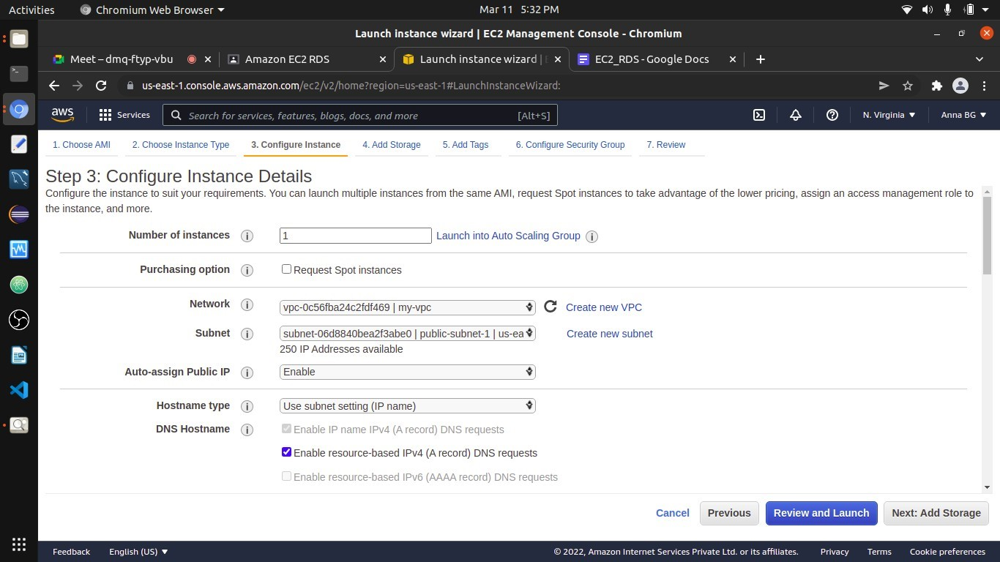 Activities Chromium Web Browser Mar 11 5:32 PM
Launch instance wizard | EC2 Management Console - Chromium
Meet – dmq-ftyp-vbu Amazon EC2 RDS Launch instance wizard | EC2_RDS - Google Docs
us-east-1.console.aws.amazon.com/ec2/v2/home?region=us-east-1#LaunchInstanceWizard:
aws Services Search for services, features, blogs, docs, and more [Alt+S] N. Virginia Anna BG
1. Choose AMI 2. Choose Instance Type 3. Configure Instance 4. Add Storage 5. Add Tags 6. Configure Security Group 7. Review
Step 3: Configure Instance Details
Configure the instance to suit your requirements. You can launch multiple instances from the same AMI, request Spot instances to take advantage of the lower pricing, assign an access management role to
the instance, and more.
Number of instances i 1 Launch into Auto Scaling Group i
Purchasing option i Request Spot instances
Network i vpc-0c56fba24c2fdf469 | my-vpc Create new VPC
Subnet i subnet-06d8840bea2f3abe0 | public-subnet-1 | us-ea Create new subnet
250 IP Addresses available
Auto-assign Public IP i Enable
Hostname type i Use subnet setting (IP name)
DNS Hostname i Enable IP name IPv4 (A record) DNS requests
Enable resource-based IPv4 (A record) DNS requests
Enable resource-based IPv6 (AAAA record) DNS requests
Cancel Previous Review and Launch Next: Add Storage
Feedback English (US) © 2022, Amazon Internet Services Private Ltd. or its affiliates. Privacy Terms Cookie preferences